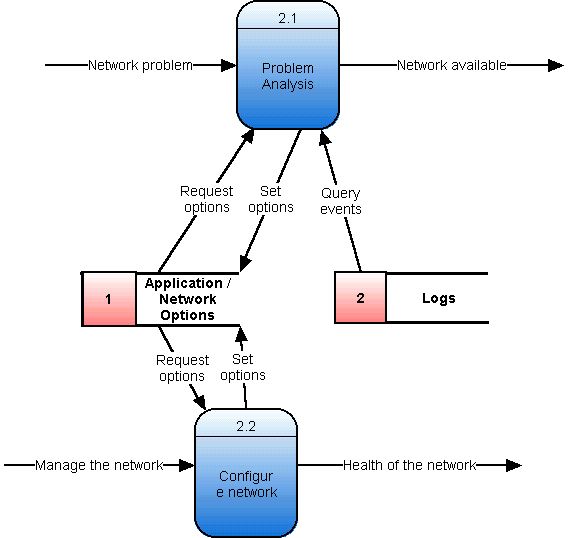 2.1
Network problem
Problem
Analysis
Network available
Request
options
Set
options
Query
events
1
Application /
Network
Options
2
Logs
Request
options
Set
options
2.2
Manage the network
Configur
e network
Health of the network